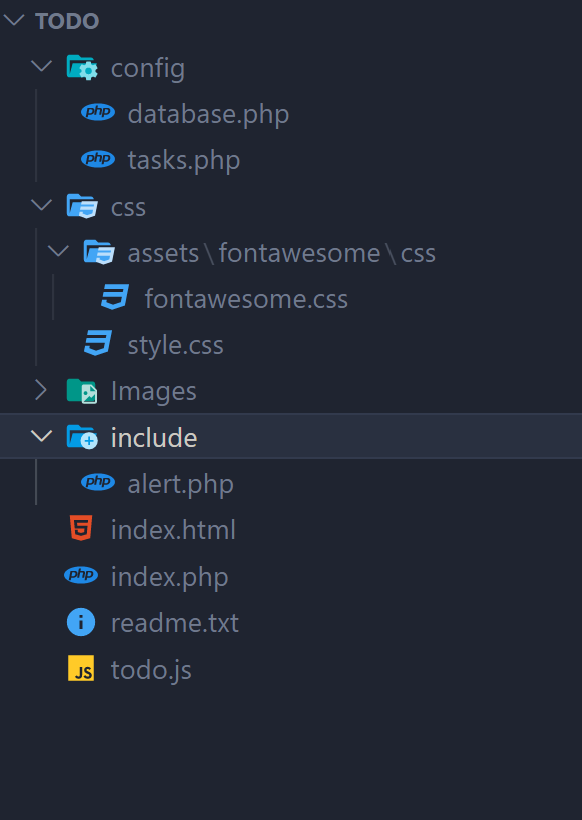 TODO
config
php database.php
php tasks.php
css
assets\fontawesome\css
fontawesome.css
style.css
Images
include
php alert.php
index.html
php index.php
i readme.txt
JS todo.js